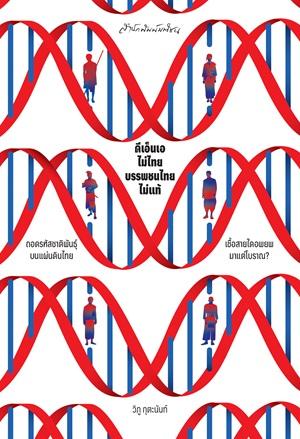 สำนักพิมพ์มติชน
ดีเอ็นเอ
ไม่ไทย
บรรพชนไทย
ไม่แท้
ถอดรหัสชาติพันธุ์
บนแผ่นดินไทย
เชื้อสายใดอพยพ
มาแต่โบราณ?
วิภู กุตะนันท์